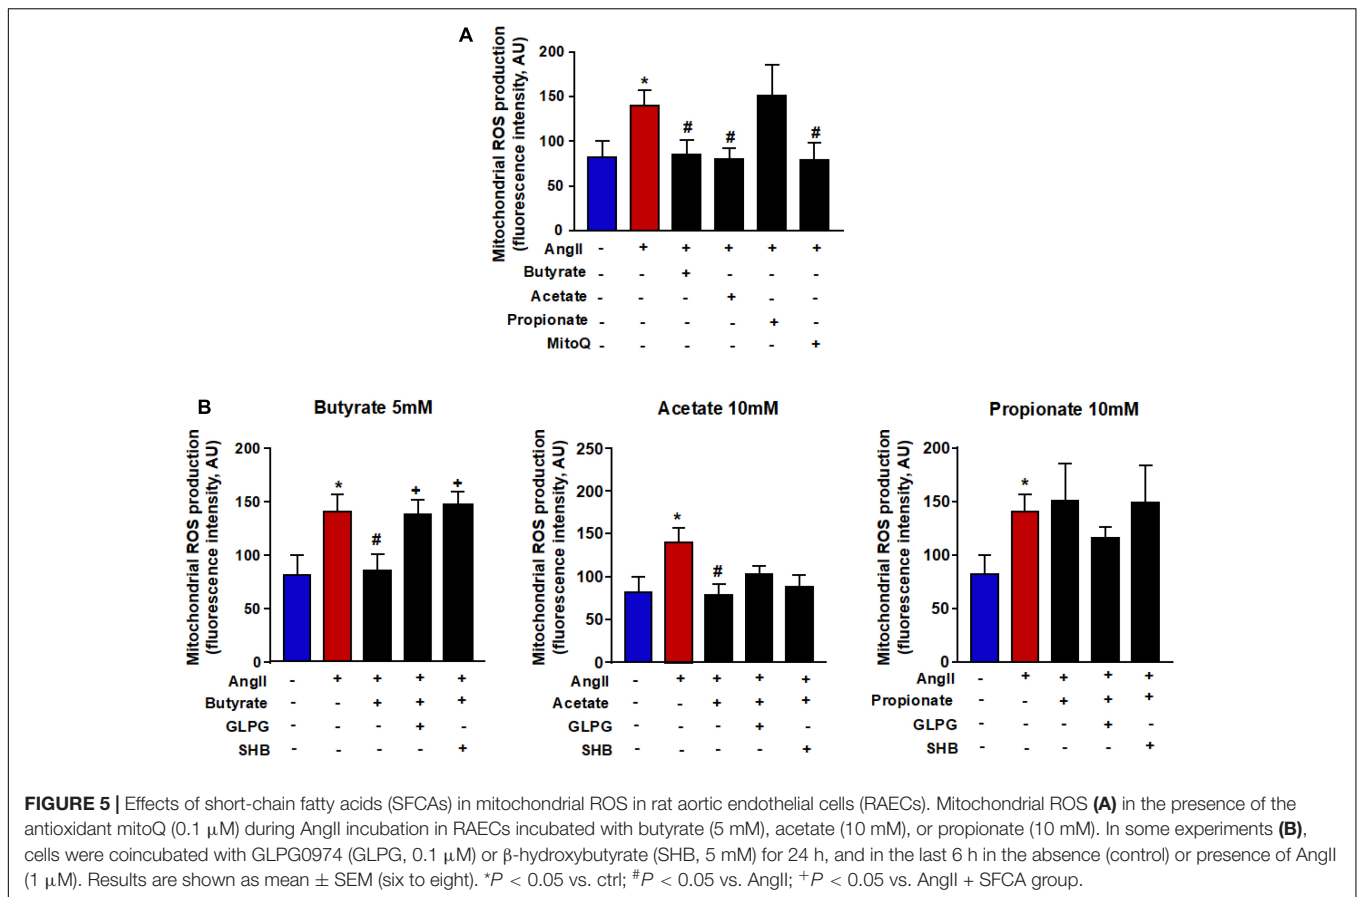 A
Mitochondrial ROS production
(fluorescence intensity, AU)
200
150
100
50
0
*
#
#
#
AngII - + + + + +
Butyrate - - + - - -
Acetate - - - + - -
Propionate - - - - + -
MitoQ - - - - - +
B
Butyrate 5mM
Mitochondrial ROS production
(fluorescence intensity, AU)
200
150
100
50
0
*
#
+
+
AngII - + + + +
Butyrate - - + + +
GLPG - - - + -
SHB - - - - +
Acetate 10mM
Mitochondrial ROS production
(fluorescence intensity, AU)
250
200
150
100
50
0
*
#
AngII - + + + +
Acetate - - + + +
GLPG - - - + -
SHB - - - - +
Propionate 10mM
Mitochondrial ROS production
(fluorescence intensity, AU)
200
150
100
50
0
*
AngII - + + + +
Propionate - - + + +
GLPG - - - + -
SHB - - - - +
FIGURE 5 | Effects of short-chain fatty acids (SFCAs) in mitochondrial ROS in rat aortic endothelial cells (RAECs). Mitochondrial ROS (A) in the presence of the
antioxidant mitoQ (0.1 μM) during AngII incubation in RAECs incubated with butyrate (5 mM), acetate (10 mM), or propionate (10 mM). In some experiments (B),
cells were coincubated with GLPG0974 (GLPG, 0.1 μM) or β-hydroxybutyrate (SHB, 5 mM) for 24 h, and in the last 6 h in the absence (control) or presence of AngII
(1 μM). Results are shown as mean ± SEM (six to eight). *P < 0.05 vs. ctrl; #P < 0.05 vs. AngII; +P < 0.05 vs. AngII + SFCA group.